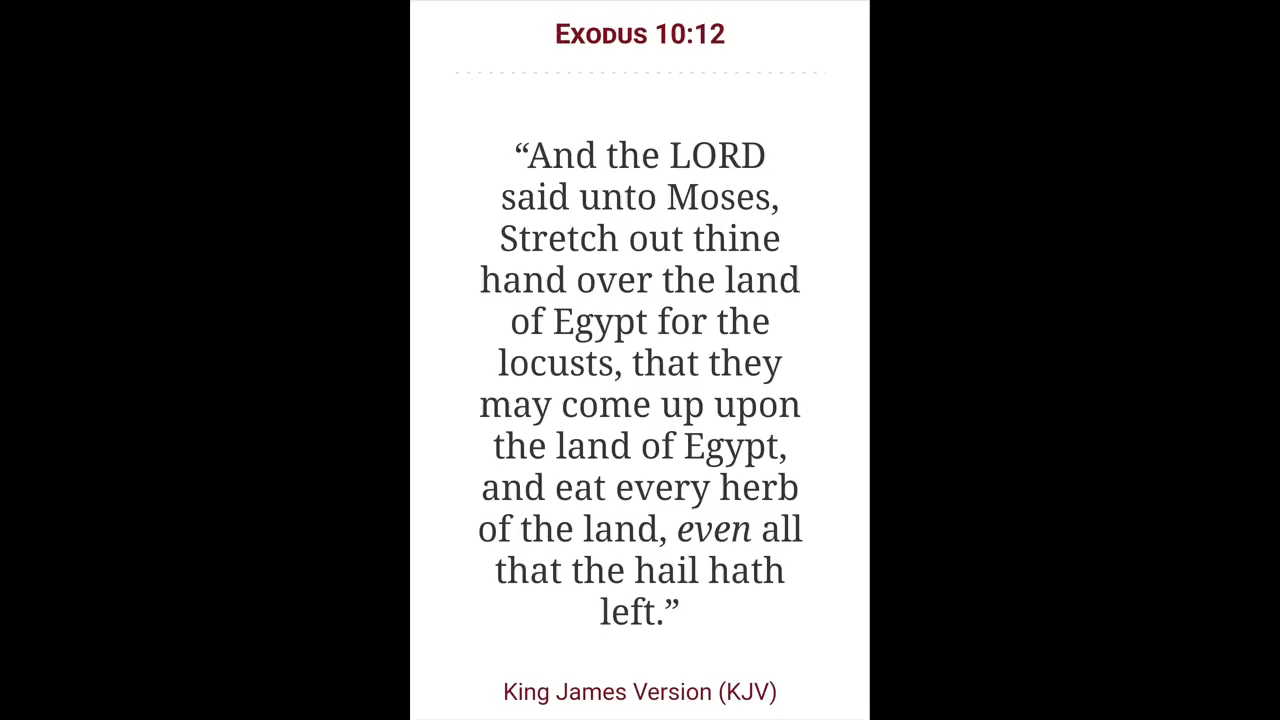 Exodus 10:12
“And the LORD
said unto Moses,
Stretch out thine
hand over the land
of Egypt for the
locusts, that they
may come up upon
the land of Egypt,
and eat every herb
of the land, even all
that the hail hath
left.”
King James Version (KJV)